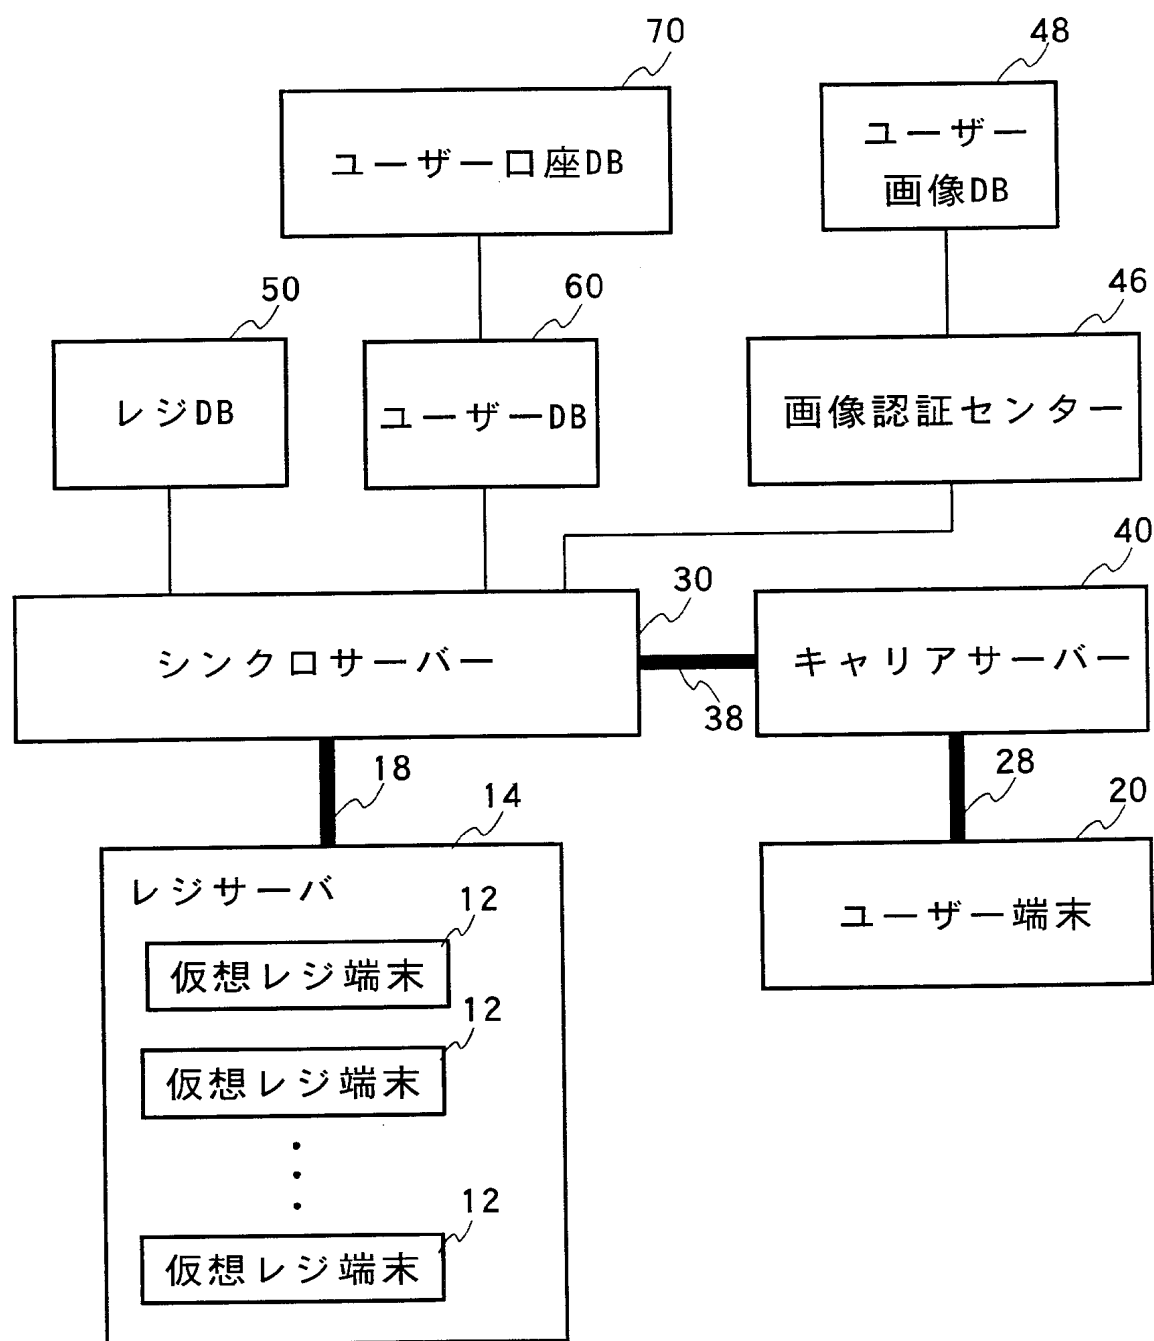 70
48
ユーザー口座DB
ユーザー
画像DB
50
60
46
レジDB
ユーザーDB
画像認証センター
40
30
シンクロサーバー
キャリアサーバー
38
18
28
14
20
レジサーバ
ユーザー端末
12
仮想レジ端末
12
仮想レジ端末
12
仮想レジ端末